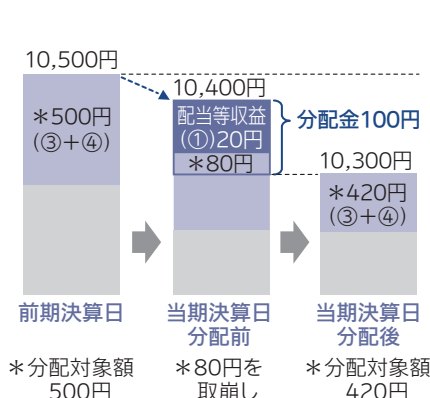 10,500円
10,400円
*500円
(③+④)
配当等収益
(①)20円
*80円
分配金100円
10,300円
*420円
(③+④)
前期決算日
当期決算日
分配前
当期決算日
分配後
*分配対象額
500円
*80円を
取崩し
*分配対象額
420円